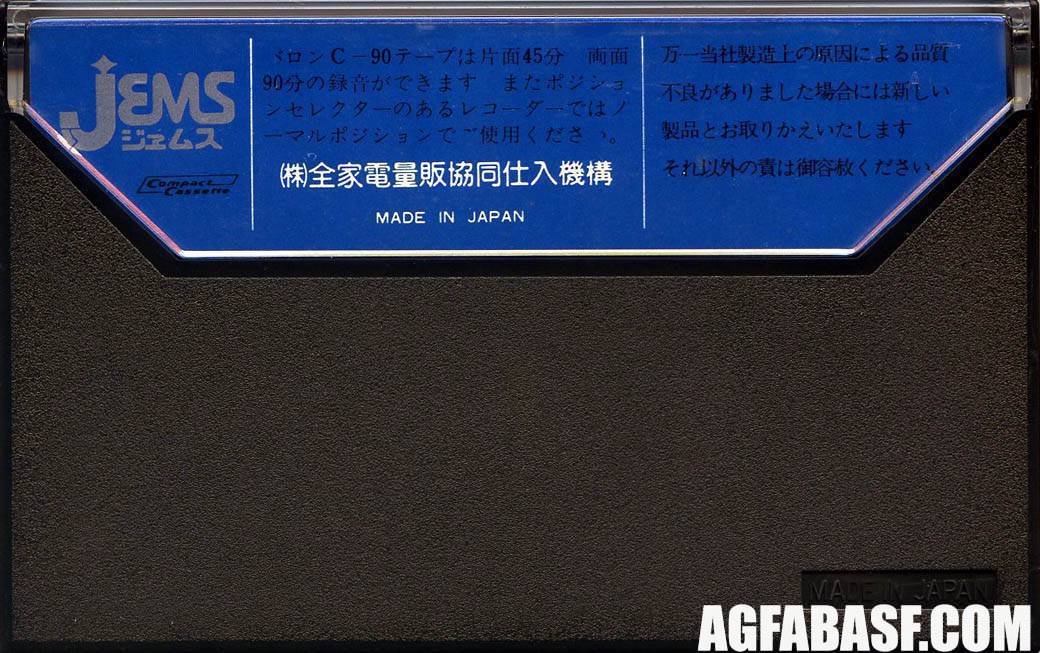 JEMS
ジェムス
Compact
Cassette
ロンC-90テープは片面45分 両面
90分の録音ができます またポジショ
ンセレクターのあるレコーダーではノ
ーマルポジションでご使用ください。
(株)全家電量販協同仕入機構
MADE IN JAPAN
万一当社製造上の原因による品質
不良がありました場合には新しい
製品とお取りかえいたします
それ以外の責は御容赦ください。
MADE IN JAPAN
AGFABASF.COM